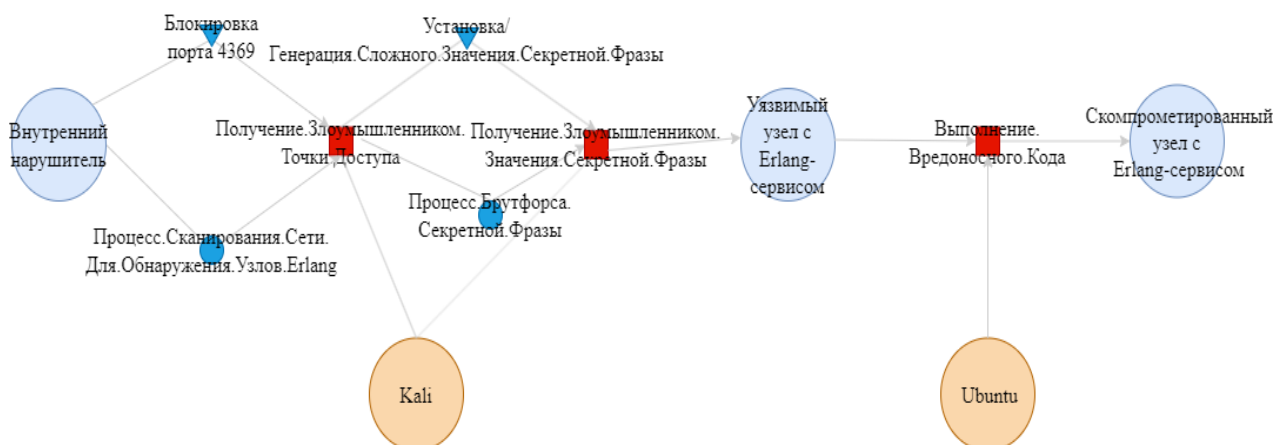 Блокировка
порта 4369
Установка/
Генерация.Сложного.Значения.Секретной.Фразы
Внутренний
нарушитель
Получение.Злоумышленником.
Точки.Доступа
Получение.Злоумышленником.
Значения.Секретной.Фразы
Уязвимый
узел с
Erlang-
сервисом
Выполнение.
Вредоносного.Кода
Скомпрометированный
узел с
Erlang-сервисом
Процесс.Брутфорса.
Секретной.Фразы
Процесс.Сканирования.Сети.
Для.Обнаружения.Узлов.Erlang
Kali
Ubuntu